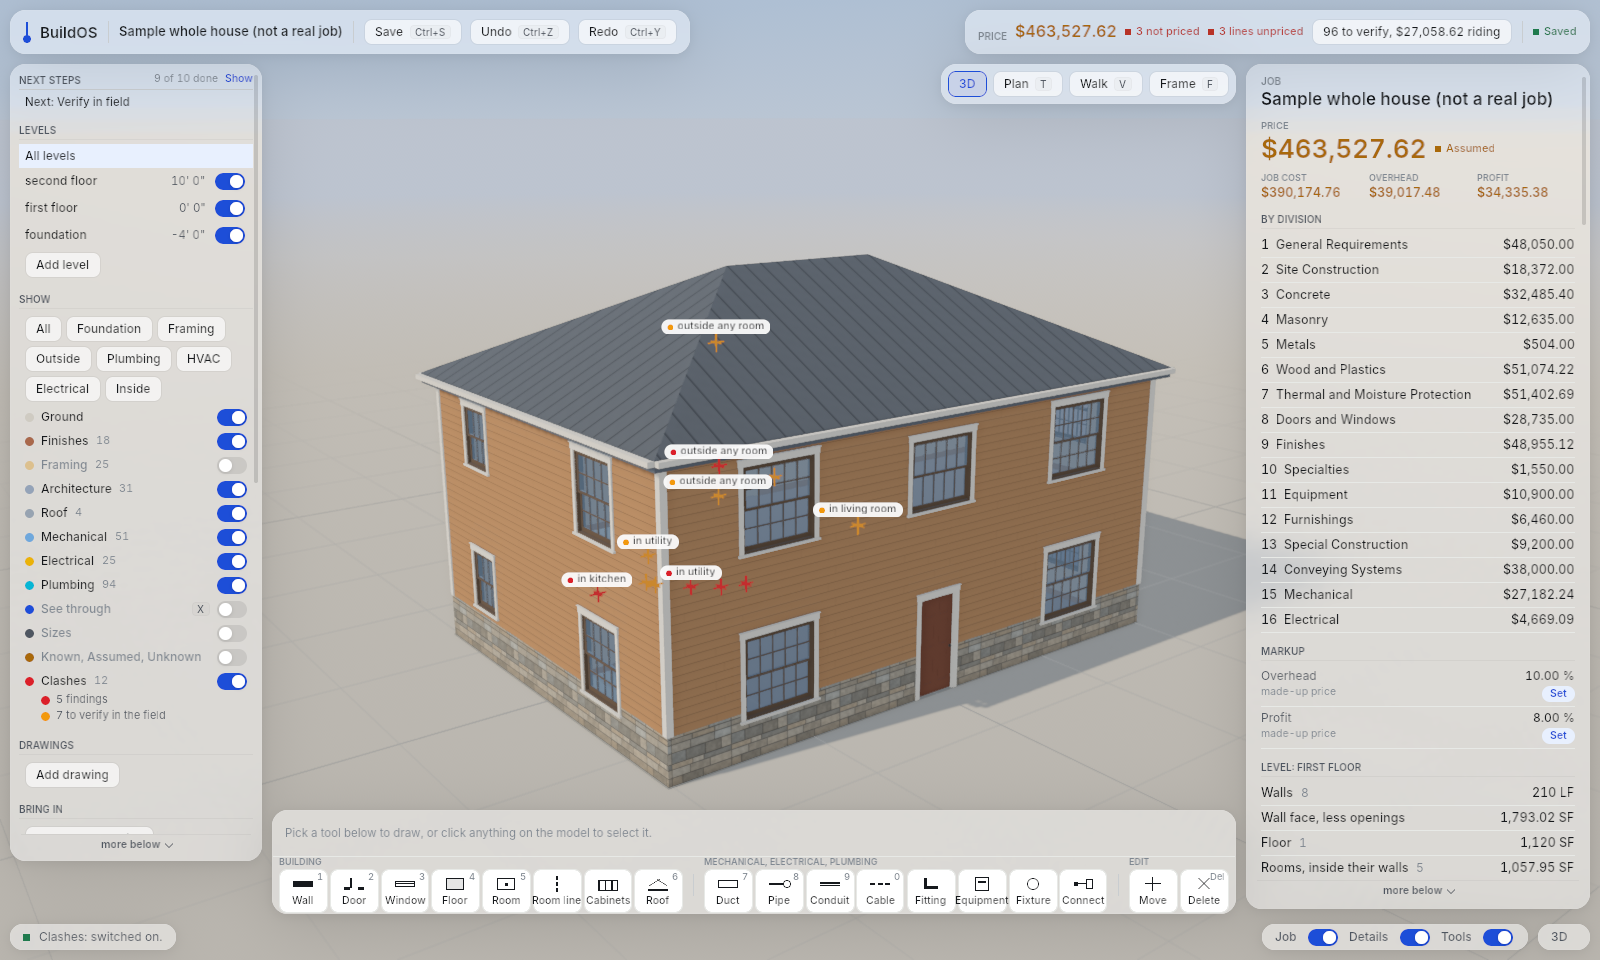 BuildOS
Sample whole house (not a real job)
Save Ctrl+S
Undo Ctrl+Z
Redo Ctrl+Y
PRICE $463,527.62
3 not priced
3 lines unpriced
96 to verify, $27,058.62 riding
Saved
NEXT STEPS 9 of 10 done Show
Next: Verify in field
LEVELS
All levels
second floor 10' 0"
first floor 0' 0"
foundation -4' 0"
Add level
SHOW
All Foundation Framing
Outside Plumbing HVAC
Electrical Inside
Ground
Finishes 18
Framing 25
Architecture 31
Roof 4
Mechanical 51
Electrical 25
Plumbing 94
See through X
Sizes
Known, Assumed, Unknown
Clashes 12
5 findings
7 to verify in the field
DRAWINGS
Add drawing
BRING IN
more below
Clashes: switched on.
3D
Plan T
Walk V
Frame F
outside any room
outside any room
outside any room
in living room
in utility
in utility
in kitchen
Pick a tool below to draw, or click anything on the model to select it.
BUILDING
Wall 1
Door 2
Window 3
Floor 4
Room 5
Room line
Cabinets
Roof 6
MECHANICAL, ELECTRICAL, PLUMBING
Duct 7
Pipe 8
Conduit 9
Cable 0
Fitting
Equipment
Fixture
Connect
EDIT
Move
Delete Del
JOB
Sample whole house (not a real job)
PRICE
$463,527.62 Assumed
JOB COST OVERHEAD PROFIT
$390,174.76 $39,017.48 $34,335.38
BY DIVISION
1 General Requirements $48,050.00
2 Site Construction $18,372.00
3 Concrete $32,485.40
4 Masonry $12,635.00
5 Metals $504.00
6 Wood and Plastics $51,074.22
7 Thermal and Moisture Protection $51,402.69
8 Doors and Windows $28,735.00
9 Finishes $48,955.12
10 Specialties $1,550.00
11 Equipment $10,900.00
12 Furnishings $6,460.00
13 Special Construction $9,200.00
14 Conveying Systems $38,000.00
15 Mechanical $27,182.24
16 Electrical $4,669.09
MARKUP
Overhead 10.00 %
made-up price Set
Profit 8.00 %
made-up price Set
LEVEL: FIRST FLOOR
Walls 8 210 LF
Wall face, less openings 1,793.02 SF
Floor 1 1,120 SF
Rooms, inside their walls 5 1,057.95 SF
more below
Job Details Tools 3D